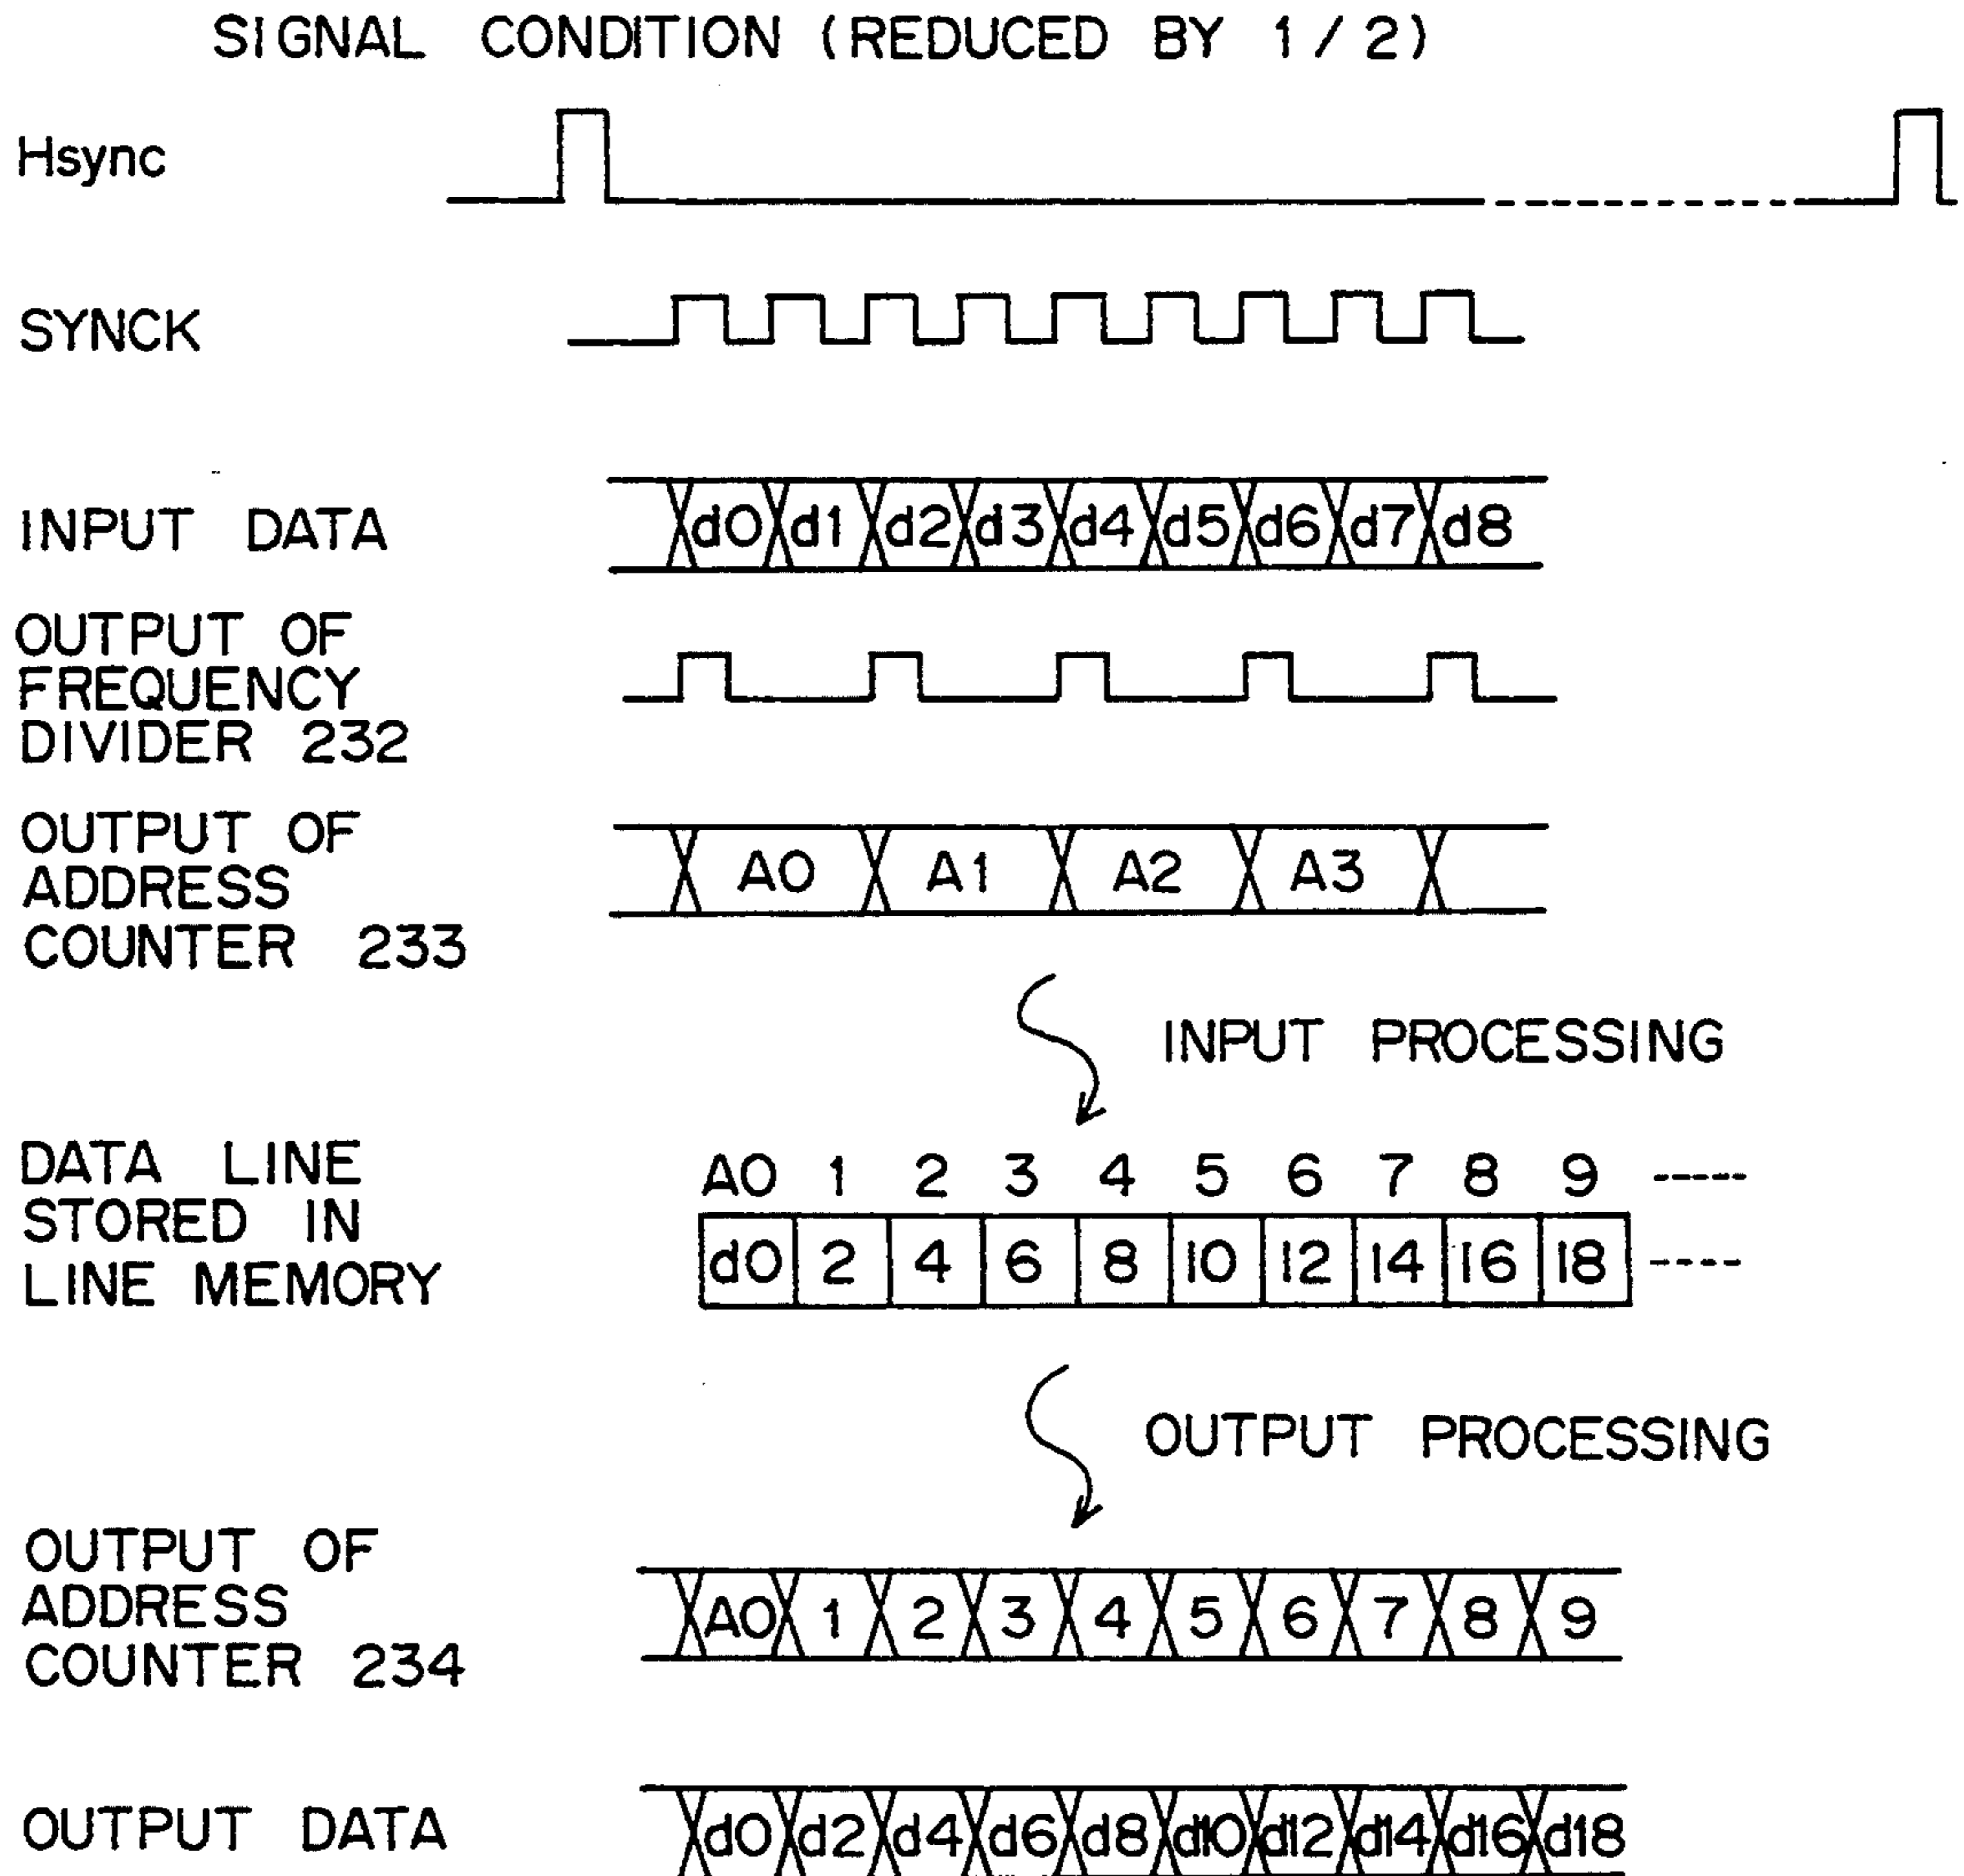 SIGNAL CONDITION (REDUCED BY 1/2)
Hsync
SYNCK
INPUT DATA
d0 d1 d2 d3 d4 d5 d6 d7 d8
OUTPUT OF
FREQUENCY
DIVIDER 232
OUTPUT OF
ADDRESS
COUNTER 233
A0 A1 A2 A3
INPUT PROCESSING
DATA LINE
STORED IN
LINE MEMORY
A0 1 2 3 4 5 6 7 8 9 -----
d0 2 4 6 8 10 12 14 16 18 ----
OUTPUT PROCESSING
OUTPUT OF
ADDRESS
COUNTER 234
A0 1 2 3 4 5 6 7 8 9
OUTPUT DATA
d0 d2 d4 d6 d8 d10 d12 d14 d16 d18